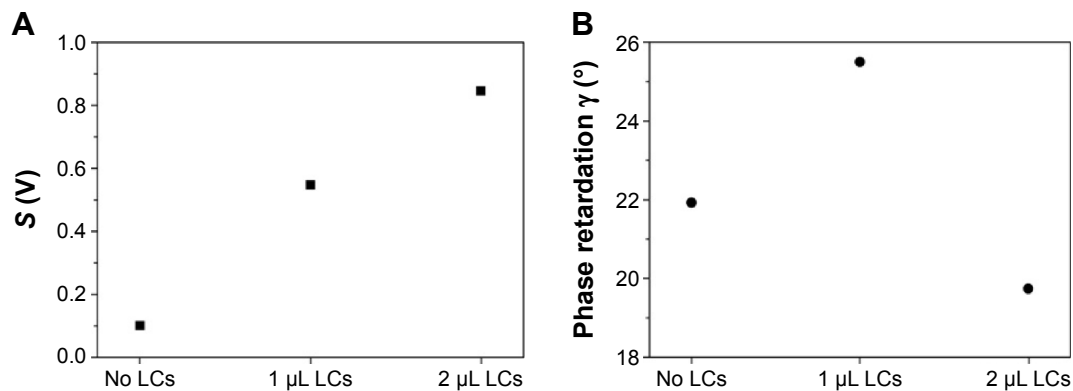 A
S (V)
1.0
0.8
0.6
0.4
0.2
0.0
No LCs 1 µL LCs 2 µL LCs
B
Phase retardation γ (°)
26
24
22
20
18
No LCs 1 µL LCs 2 µL LCs